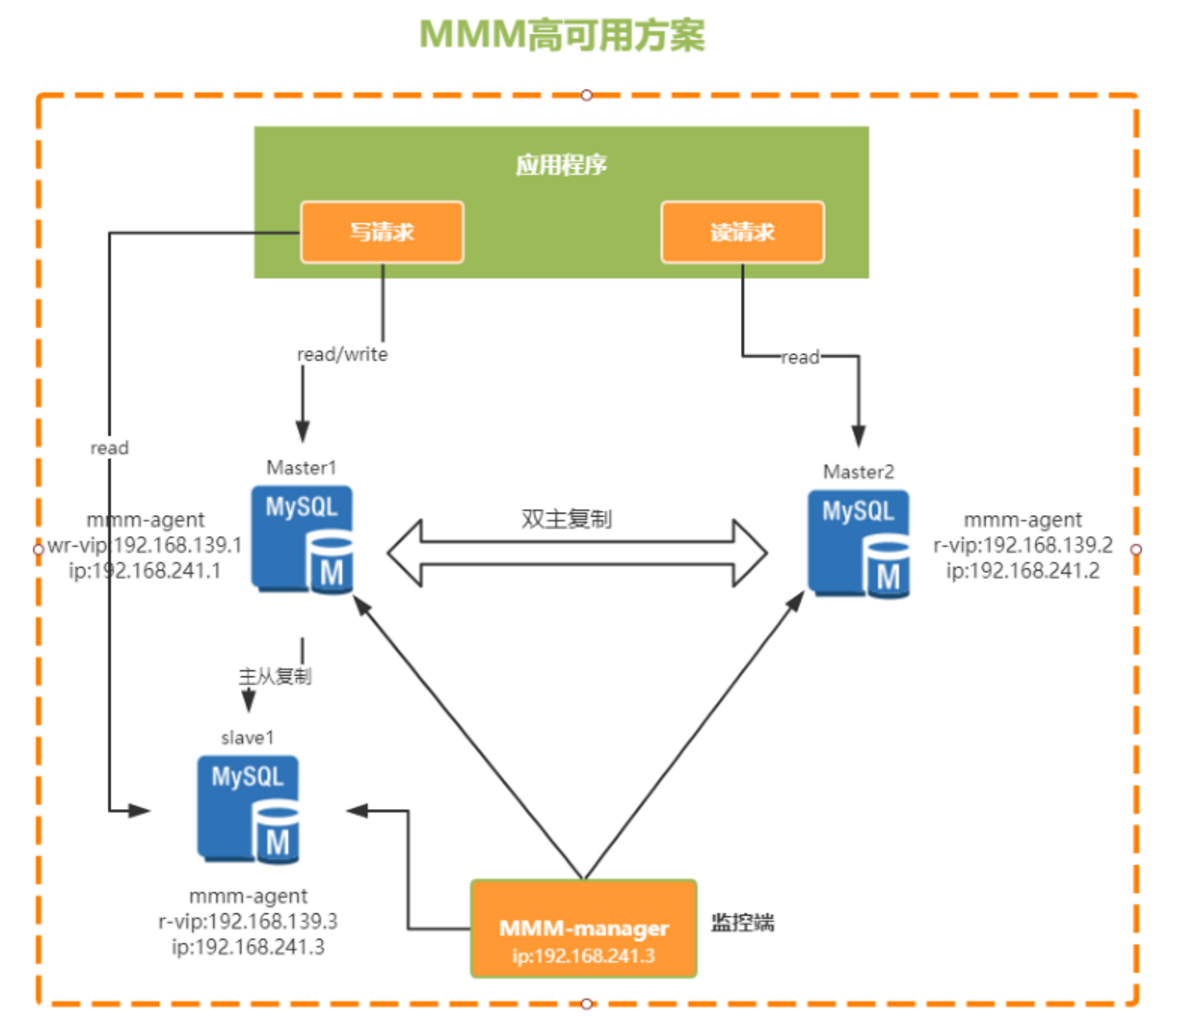 MMM高可用方案
应用程序
写请求
读请求
read/write
read
read
Master1
Master2
MySQL
M
MySQL
M
mmm-agent
wr-vip:192.168.139.1
ip:192.168.241.1
双主复制
mmm-agent
r-vip:192.168.139.2
ip:192.168.241.2
主从复制
slave1
MySQL
M
mmm-agent
r-vip:192.168.139.3
ip:192.168.241.3
MMM-manager
ip:192.168.241.3
监控端